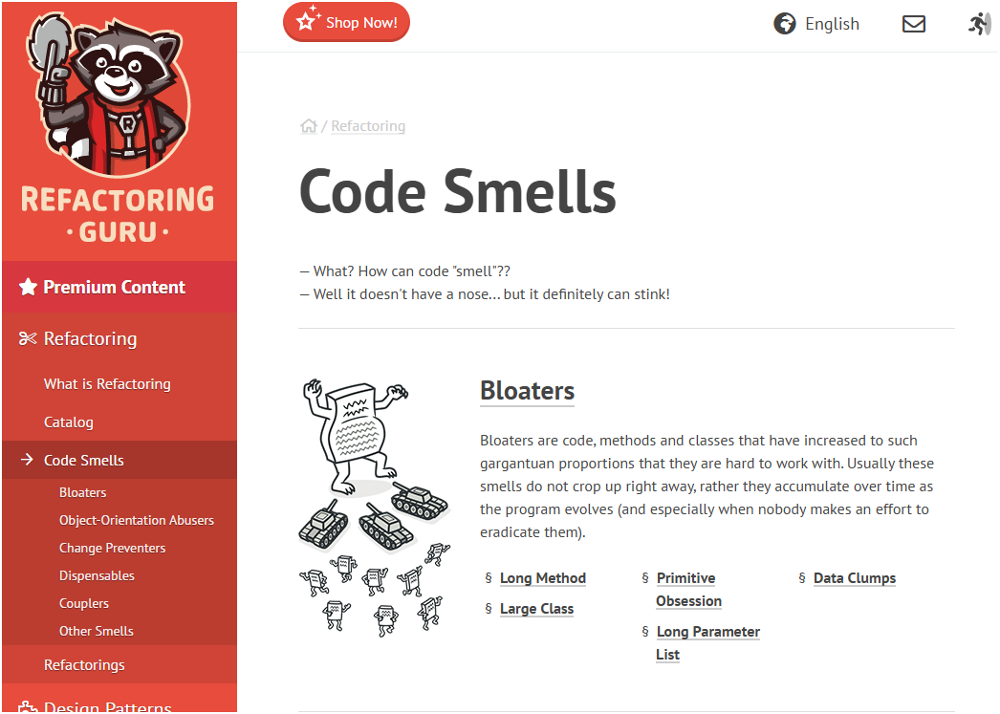 REFACTORING
· GURU ·
Premium Content
Refactoring
What is Refactoring
Catalog
Code Smells
Bloaters
Object-Orientation Abusers
Change Preventers
Dispensables
Couplers
Other Smells
Refactorings
Design Patterns
Shop Now!
English
/ Refactoring
Code Smells
— What? How can code "smell"??
— Well it doesn't have a nose... but it definitely can stink!
Bloaters
Bloaters are code, methods and classes that have increased to such
gargantuan proportions that they are hard to work with. Usually these
smells do not crop up right away, rather they accumulate over time as
the program evolves (and especially when nobody makes an effort to
eradicate them).
§ Long Method
§ Large Class
§ Primitive
Obsession
§ Long Parameter
List
§ Data Clumps